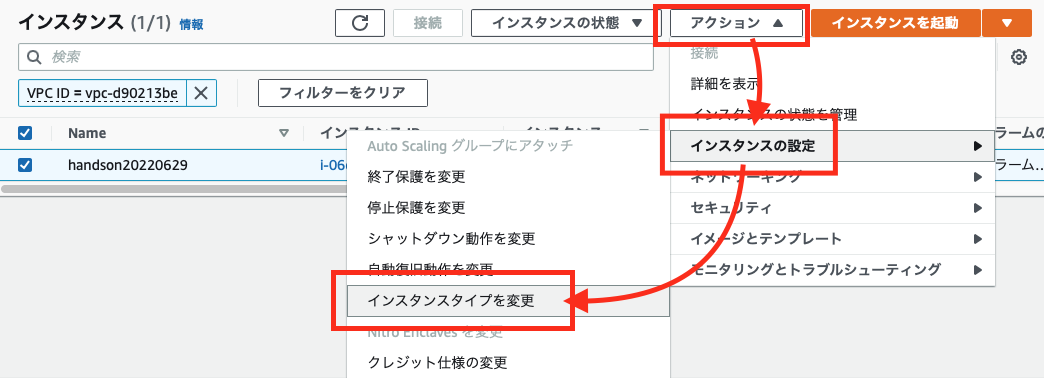 インスタンス (1/1) 情報
接続
インスタンスの状態
アクション
インスタンスを起動
検索
VPC ID = vpc-d90213be
フィルターをクリア
接続
詳細を表示
インスタンスの状態を管理
インスタンスの設定
ネットワーキング
セキュリティ
イメージとテンプレート
モニタリングとトラブルシューティング
Name
インスタンス ID
インスタンス
ラームの
handson20220629
i-06
ラーム...
Auto Scaling グループにアタッチ
終了保護を変更
停止保護を変更
シャットダウン動作を変更
自動復旧動作を変更
インスタンスタイプを変更
Nitro Enclaves を変更
クレジット仕様の変更